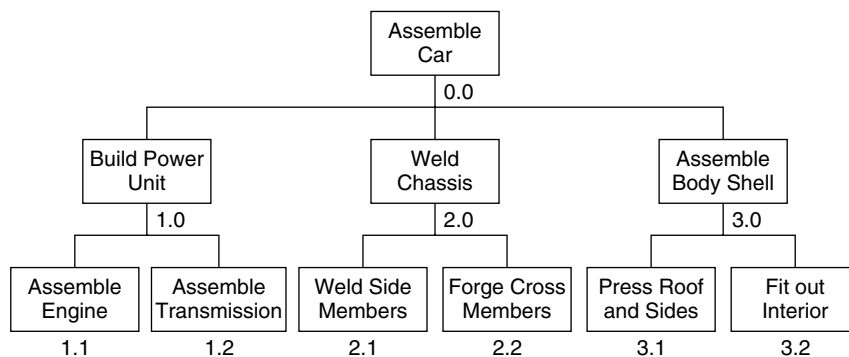 Assemble
Car
0.0
Build Power
Unit
1.0
Weld
Chassis
2.0
Assemble
Body Shell
3.0
Assemble
Engine
1.1
Assemble
Transmission
1.2
Weld Side
Members
2.1
Forge Cross
Members
2.2
Press Roof
and Sides
3.1
Fit out
Interior
3.2